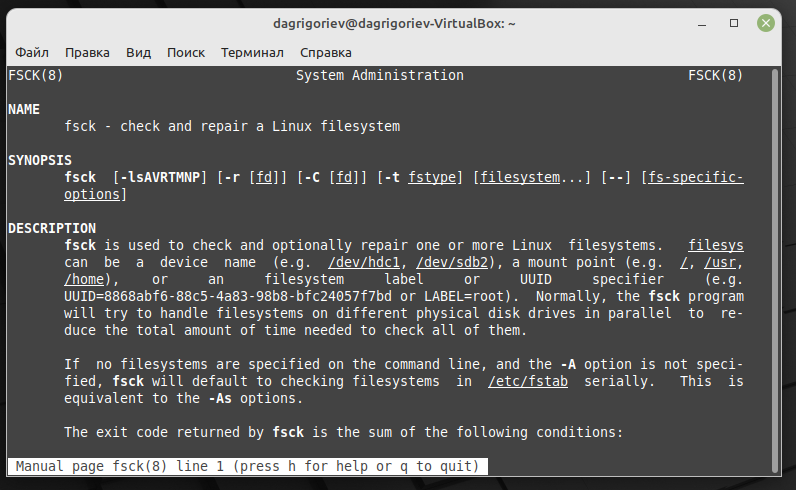 dagrigoriev@dagrigoriev-VirtualBox: ~
Файл Правка Вид Поиск Терминал Справка
FSCK(8) System Administration FSCK(8)
NAME
fsck - check and repair a Linux filesystem
SYNOPSIS
fsck [-lsAVRTMNP] [-r [fd]] [-C [fd]] [-t fstype] [filesystem...] [--] [fs-specific-
options]
DESCRIPTION
fsck is used to check and optionally repair one or more Linux filesystems. filesys
can be a device name (e.g. /dev/hdc1, /dev/sdb2), a mount point (e.g. /, /usr,
/home), or an filesystem label or UUID specifier (e.g.
UUID=8868abf6-88c5-4a83-98b8-bfc24057f7bd or LABEL=root). Normally, the fsck program
will try to handle filesystems on different physical disk drives in parallel to re-
duce the total amount of time needed to check all of them.
If no filesystems are specified on the command line, and the -A option is not speci-
fied, fsck will default to checking filesystems in /etc/fstab serially. This is
equivalent to the -As options.
The exit code returned by fsck is the sum of the following conditions:
Manual page fsck(8) line 1 (press h for help or q to quit)